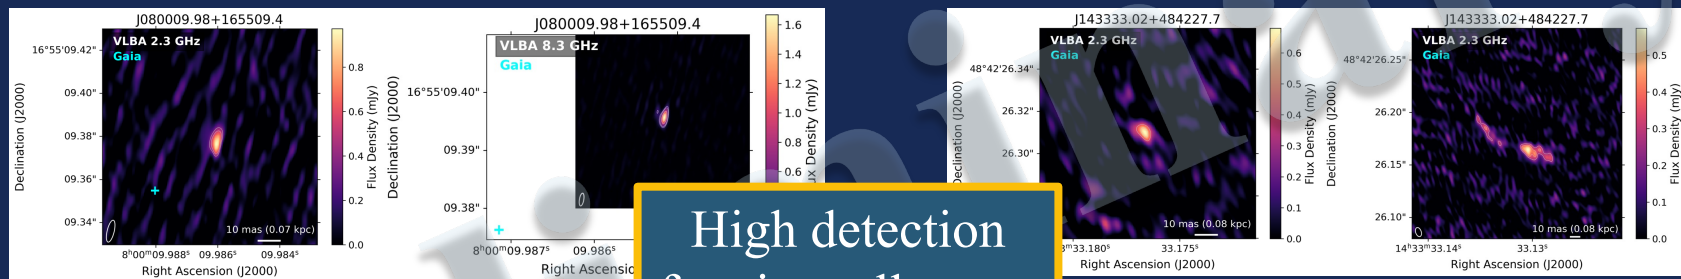 J080009.98+165509.4
VLBA 2.3 GHz
Gaia
16°55'09.42"
09.40"
09.38"
09.36"
09.34"
Declination (J2000)
10 mas (0.07 kpc)
8ʰ00ᵐ09.988ˢ 09.986ˢ 09.984ˢ
Right Ascension (J2000)
0.8
0.6
0.4
0.2
0.0
Flux Density (mJy)
J080009.98+165509.4
VLBA 8.3 GHz
Gaia
16°55'09.40"
09.39"
09.38"
Declination (J2000)
8ʰ00ᵐ09.987ˢ 09.986ˢ
1.6
1.4
1.2
1.0
0.8
0.6
High detection
J143333.02+484227.7
VLBA 2.3 GHz
Gaia
48°42'26.34"
26.32"
26.30"
Declination (J2000)
10 mas (0.08 kpc)
33.175ˢ
Right Ascension (J2000)
0.6
0.5
0.4
0.3
0.2
0.1
0.0
Flux Density (mJy)
J143333.02+484227.7
VLBA 2.3 GHz
Gaia
48°42'26.25"
26.20"
26.15"
26.10"
Declination (J2000)
10 mas (0.08 kpc)
14ʰ33ᵐ33.14ˢ 33.13ˢ
Right Ascension (J2000)
0.5
0.4
0.3
0.2
0.1
0.0
Flux Density (mJy)